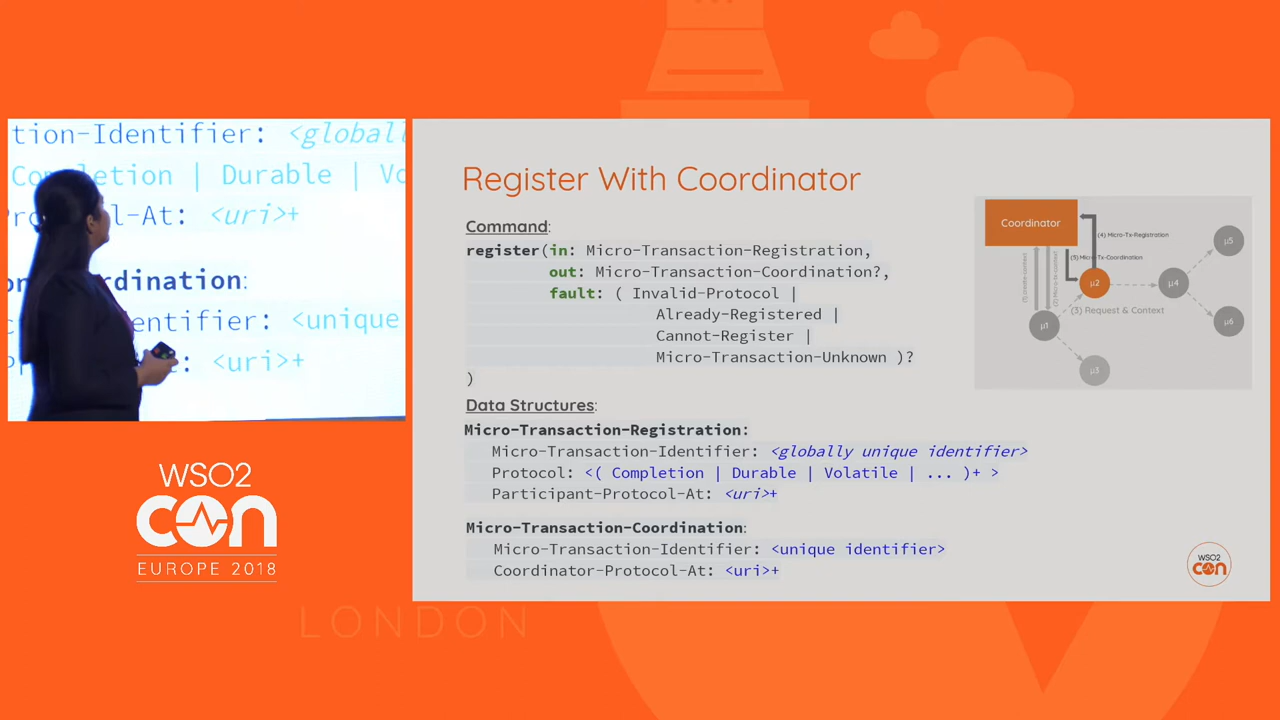 tion-Identifier: <globall
Completion | Durable | Vo
l-At: <uri>+
rdination:
entifier: <unique
: <uri>+
WSO2
con
EUROPE 2018
LONDON
Register With Coordinator
Command:
register(in: Micro-Transaction-Registration,
out: Micro-Transaction-Coordination?,
fault: ( Invalid-Protocol |
Already-Registered |
Cannot-Register |
Micro-Transaction-Unknown )?
)
Data Structures:
Micro-Transaction-Registration:
Micro-Transaction-Identifier: <globally unique identifier>
Protocol: <( Completion | Durable | Volatile | ... )+ >
Participant-Protocol-At: <uri>+
Micro-Transaction-Coordination:
Micro-Transaction-Identifier: <unique identifier>
Coordinator-Protocol-At: <uri>+
Coordinator
(4) Micro-Tx-Registration
(5) Micro-Tx-Coordination
(3) Request & Context
μ1
μ2
μ3
μ4
μ5
μ6
WSO2
con